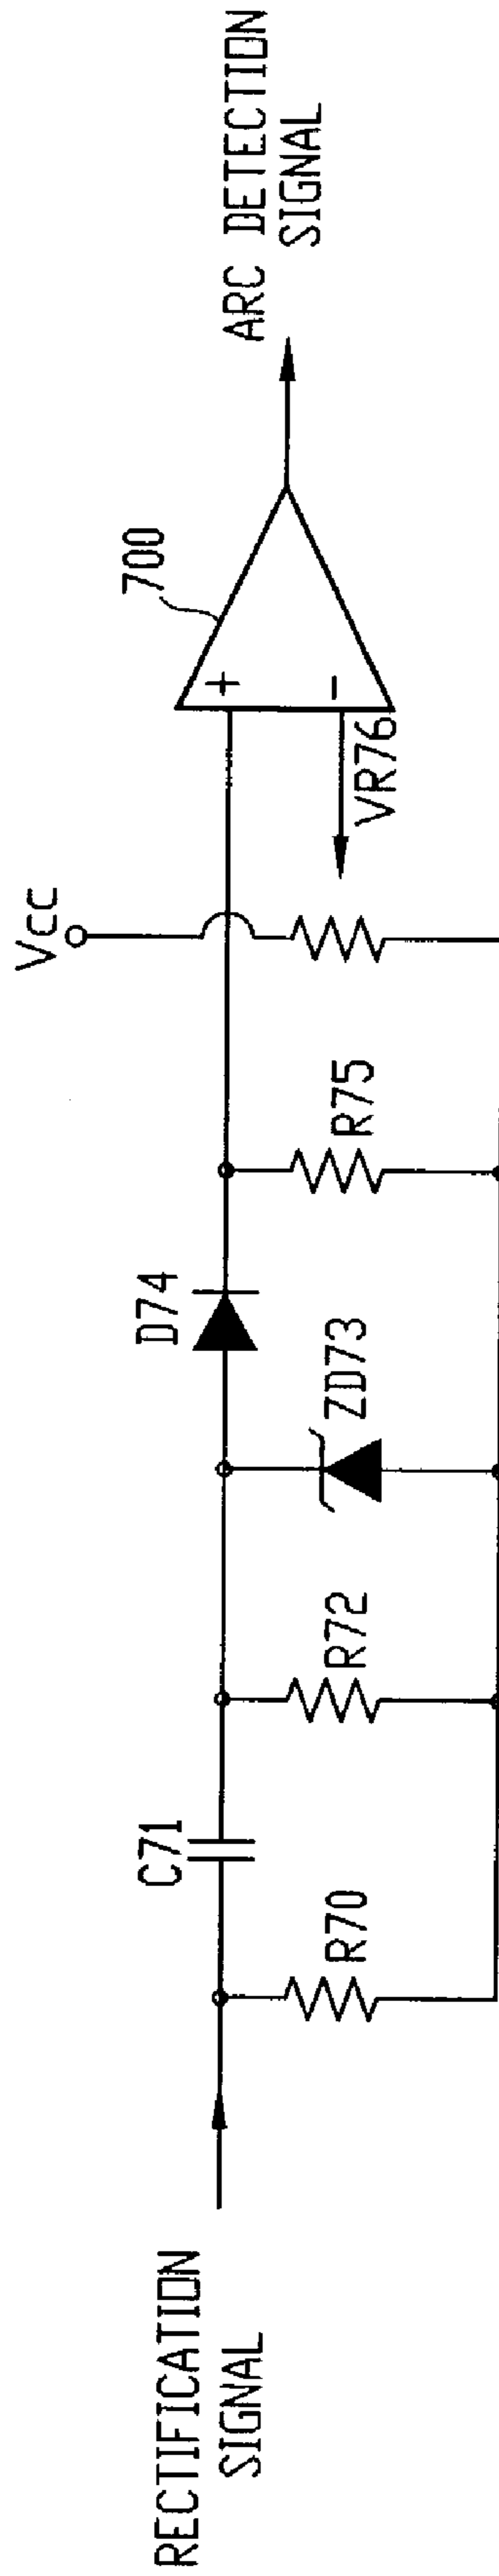 RECTIFICATION
SIGNAL
R70
C71
R72
ZD73
D74
R75
Vcc
VR76
+
-
700
ARC DETECTION
SIGNAL